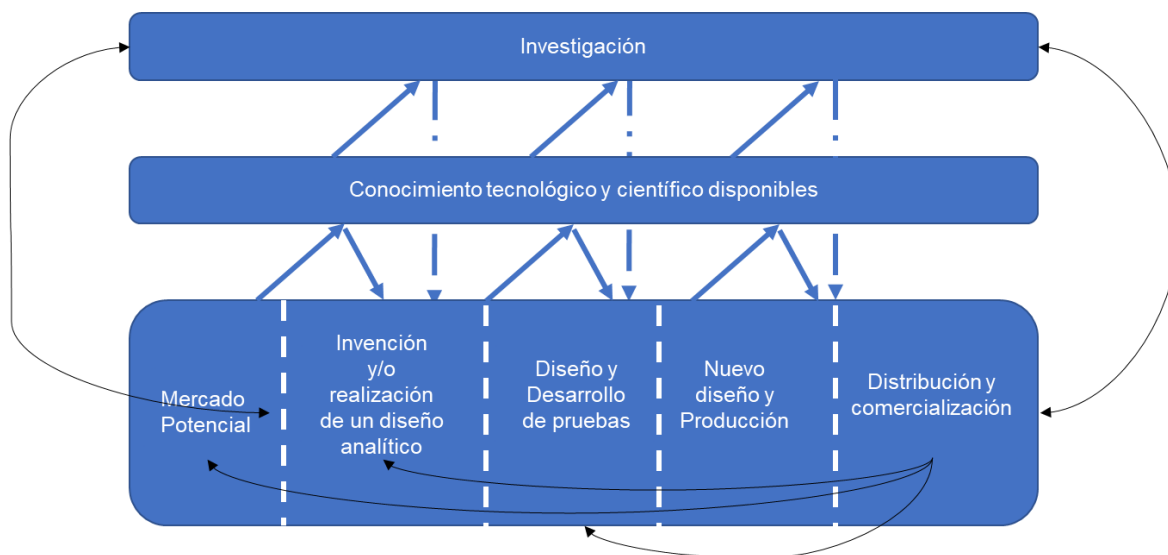 Investigación
Conocimiento tecnológico y científico disponibles
Mercado
Potencial
Invención
y/o
realización
de un diseño
analítico
Diseño y
Desarrollo
de pruebas
Nuevo
diseño y
Producción
Distribución y
comercialización